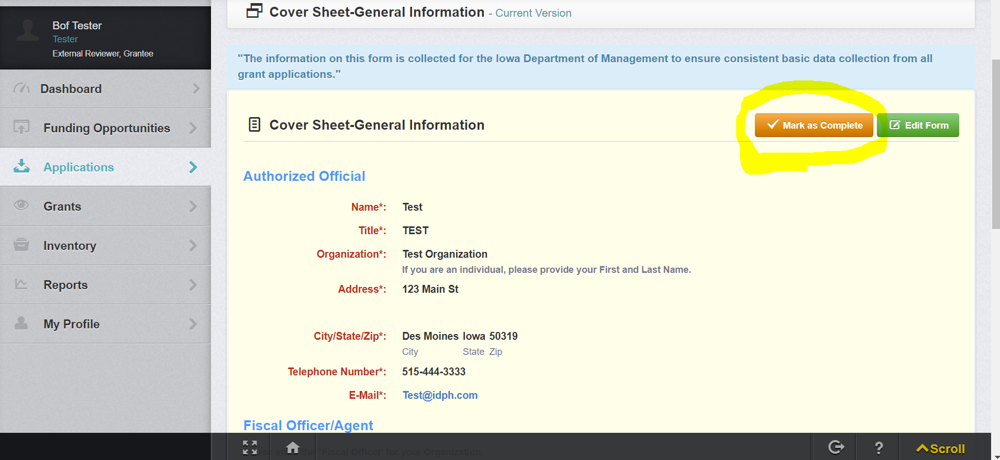 Bof Tester
Tester
External Reviewer, Grantee
Dashboard
Funding Opportunities
Applications
Grants
Inventory
Reports
My Profile
Cover Sheet-General Information - Current Version
"The information on this form is collected for the Iowa Department of Management to ensure consistent basic data collection from all
grant applications."
Cover Sheet-General Information
Mark as Complete
Edit Form
Authorized Official
Name*: Test
Title*: TEST
Organization*: Test Organization
If you are an individual, please provide your First and Last Name.
Address*: 123 Main St
City/State/Zip*: Des Moines Iowa 50319
City State Zip
Telephone Number*: 515-444-3333
E-Mail*: Test@idph.com
Fiscal Officer/Agent
the "Fiscal Officer' for your Organization.
?
Scroll